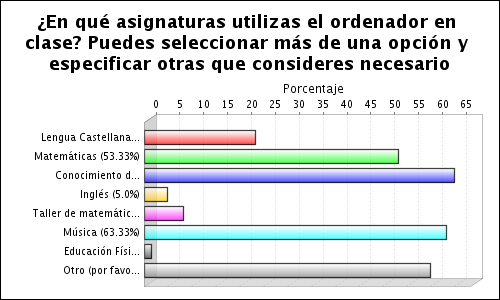 ¿En qué asignaturas utilizas el ordenador en
clase? Puedes seleccionar más de una opción y
especificar otras que consideres necesario
Porcentaje
0 5 10 15 20 25 30 35 40 45 50 55 60 65
Lengua Castellana...
Matemáticas (53.33%)
Conocimiento d...
Inglés (5.0%)
Taller de matemátic...
Música (63.33%)
Educación Físi...
Otro (por favo...